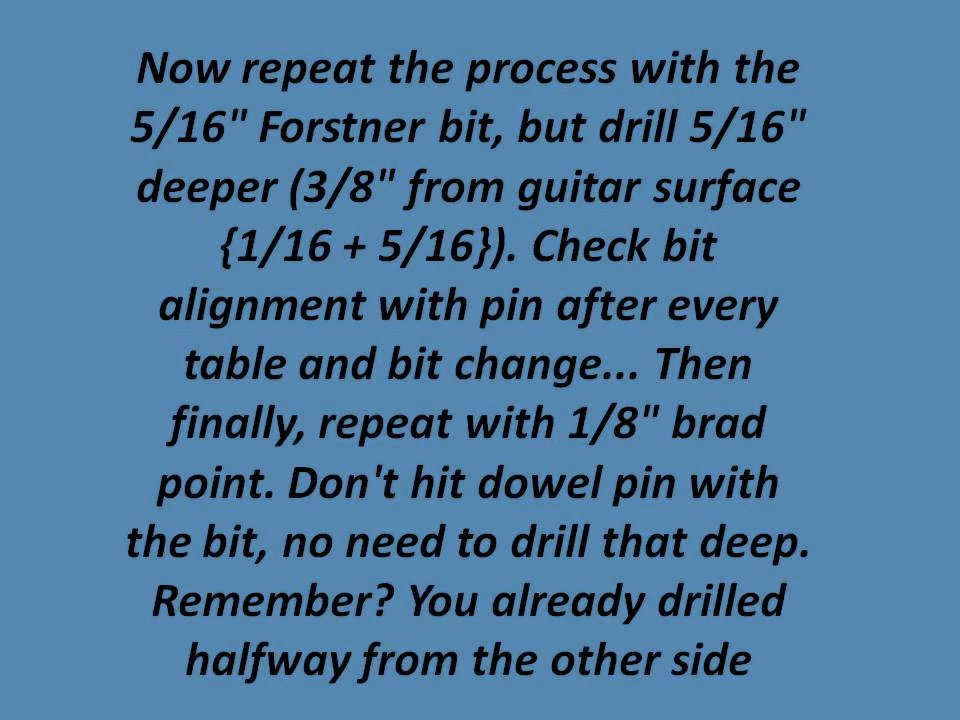 Now repeat the process with the
5/16" Forstner bit, but drill 5/16"
deeper (3/8" from guitar surface
{1/16 + 5/16}). Check bit
alignment with pin after every
table and bit change... Then
finally, repeat with 1/8" brad
point. Don't hit dowel pin with
the bit, no need to drill that deep.
Remember? You already drilled
halfway from the other side